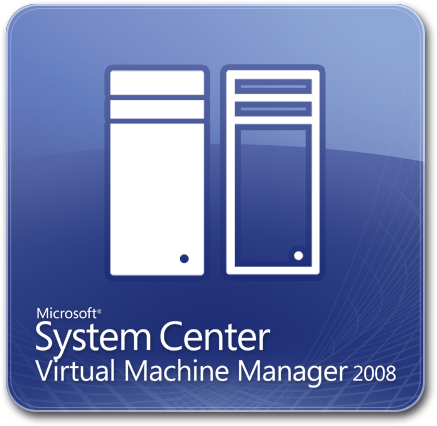 Microsoft®
System Center
Virtual Machine Manager 2008